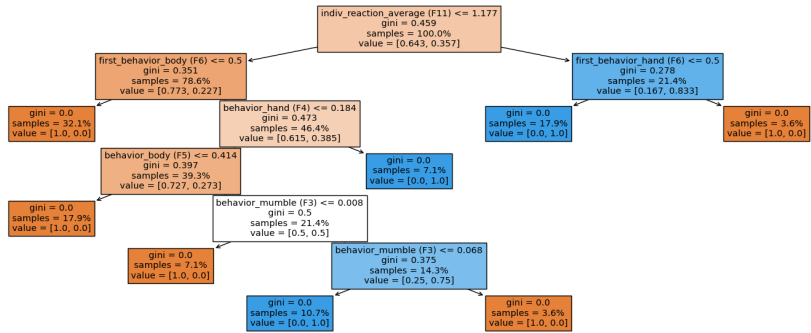 indiv_reaction_average (F11) <= 1.177
gini = 0.459
samples = 100.0%
value = [0.643, 0.357]
first_behavior_body (F6) <= 0.5
gini = 0.351
samples = 78.6%
value = [0.773, 0.227]
first_behavior_hand (F6) <= 0.5
gini = 0.278
samples = 21.4%
value = [0.167, 0.833]
gini = 0.0
samples = 32.1%
value = [1.0, 0.0]
behavior_hand (F4) <= 0.184
gini = 0.473
samples = 46.4%
value = [0.615, 0.385]
gini = 0.0
samples = 17.9%
value = [0.0, 1.0]
gini = 0.0
samples = 3.6%
value = [1.0, 0.0]
behavior_body (F5) <= 0.414
gini = 0.397
samples = 39.3%
value = [0.727, 0.273]
gini = 0.0
samples = 7.1%
value = [0.0, 1.0]
gini = 0.0
samples = 17.9%
value = [1.0, 0.0]
behavior_mumble (F3) <= 0.008
gini = 0.5
samples = 21.4%
value = [0.5, 0.5]
gini = 0.0
samples = 7.1%
value = [1.0, 0.0]
behavior_mumble (F3) <= 0.068
gini = 0.375
samples = 14.3%
value = [0.25, 0.75]
gini = 0.0
samples = 10.7%
value = [0.0, 1.0]
gini = 0.0
samples = 3.6%
value = [1.0, 0.0]